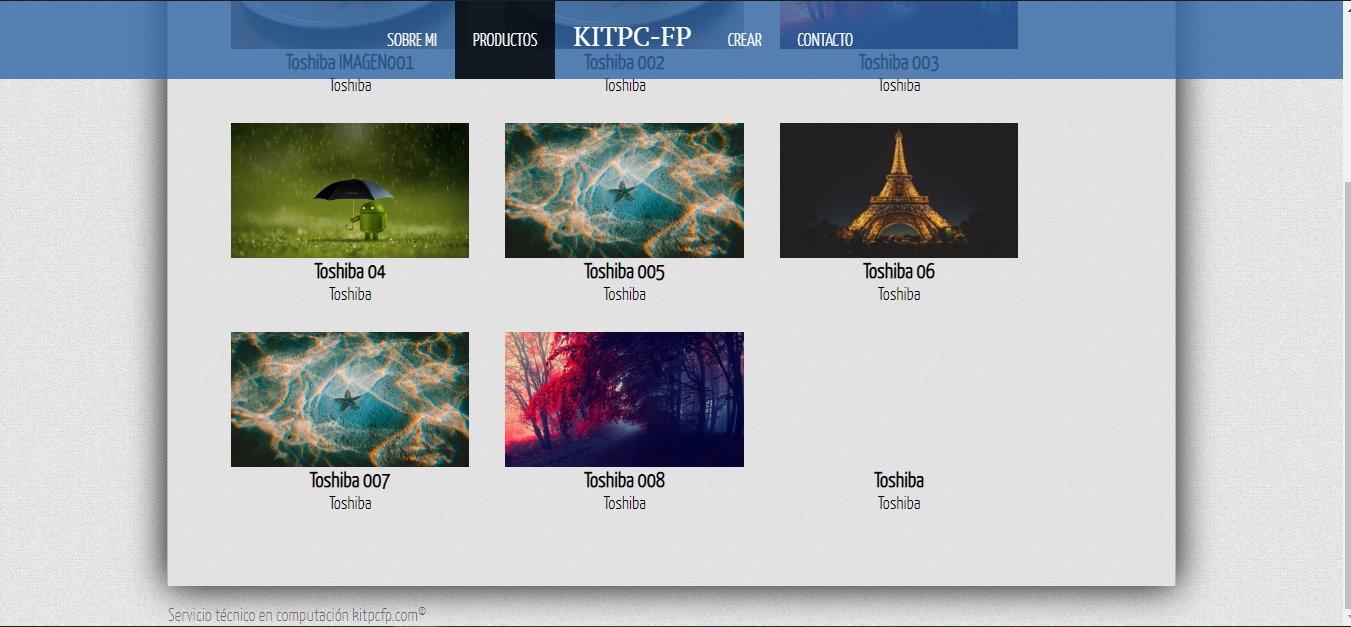 SOBRE MI PRODUCTOS KITPC-FP CREAR CONTACTO
Toshiba IMAGEN001 Toshiba 002 Toshiba 003
Toshiba Toshiba Toshiba
Toshiba 04 Toshiba 005 Toshiba 06
Toshiba Toshiba Toshiba
Toshiba 007 Toshiba 008 Toshiba
Toshiba Toshiba Toshiba
Servicio técnico en computación kitpcfp.com©